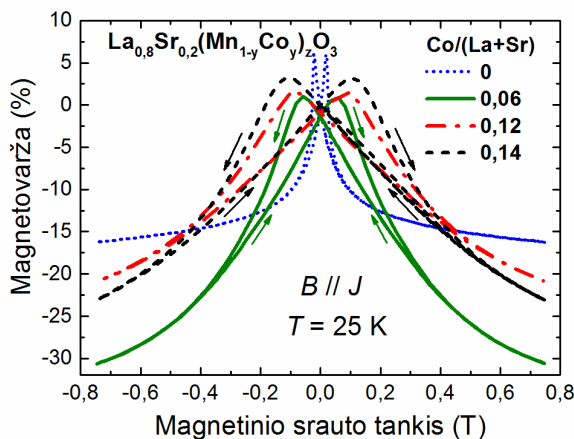 La0,8Sr0,2(Mn1-yCoy)zO3
Co/(La+Sr)
0
0,06
0,12
0,14
10
5
0
-5
-10
-15
-20
-25
-30
Magnetovarža (%)
B // J
T = 25 K
-0,8 -0,6 -0,4 -0,2 0,0 0,2 0,4 0,6 0,8
Magnetinio srauto tankis (T)